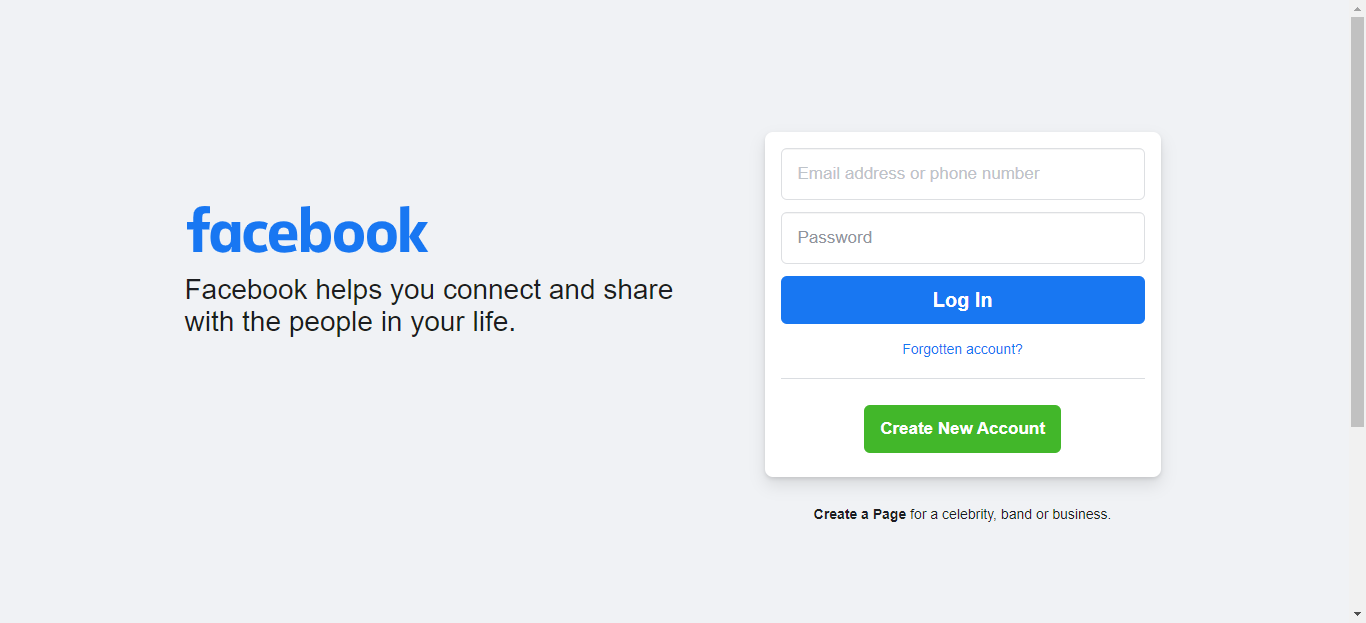 facebook
Facebook helps you connect and share
with the people in your life.
Email address or phone number
Password
Log In
Forgotten account?
Create New Account
Create a Page for a celebrity, band or business.